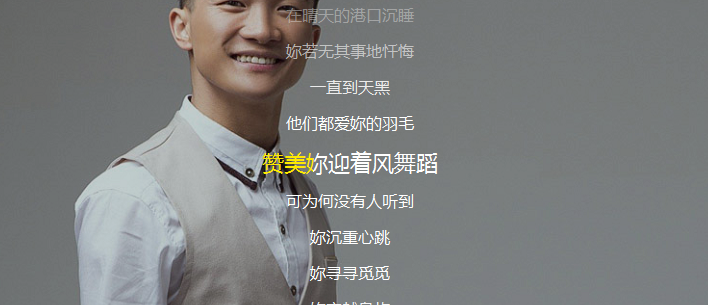 在晴天的港口沉睡
妳若无其事地忏悔
一直到天黑
他们都爱妳的羽毛
赞美妳迎着风舞蹈
可为何没有人听到
妳沉重心跳
妳寻寻觅觅